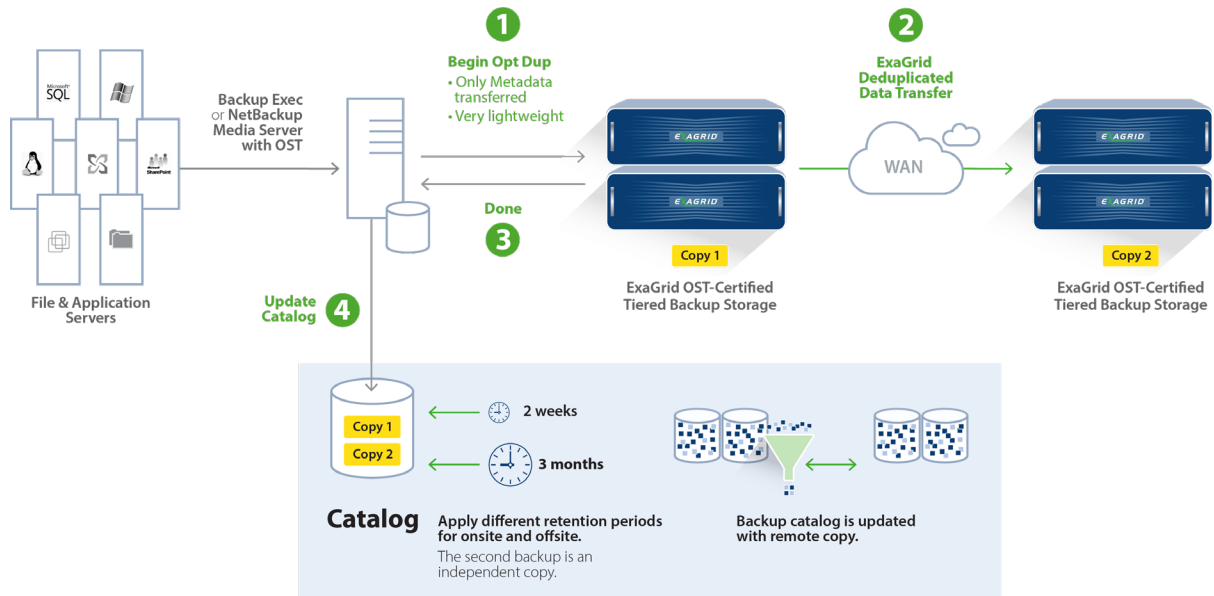 1
Begin Opt Dup
• Only Metadata
transferred
• Very lightweight
2
ExaGrid
Deduplicated
Data Transfer
Microsoft
SQL
SharePoint
File & Application
Servers
Backup Exec
or NetBackup
Media Server
with OST
EXAGRID
EXAGRID
Copy 1
ExaGrid OST-Certified
Tiered Backup Storage
WAN
EXAGRID
EXAGRID
Copy 2
ExaGrid OST-Certified
Tiered Backup Storage
Done
3
Update
Catalog
4
Copy 1
Copy 2
Catalog
2 weeks
3 months
Apply different retention periods
for onsite and offsite.
The second backup is an
independent copy.
Backup catalog is updated
with remote copy.